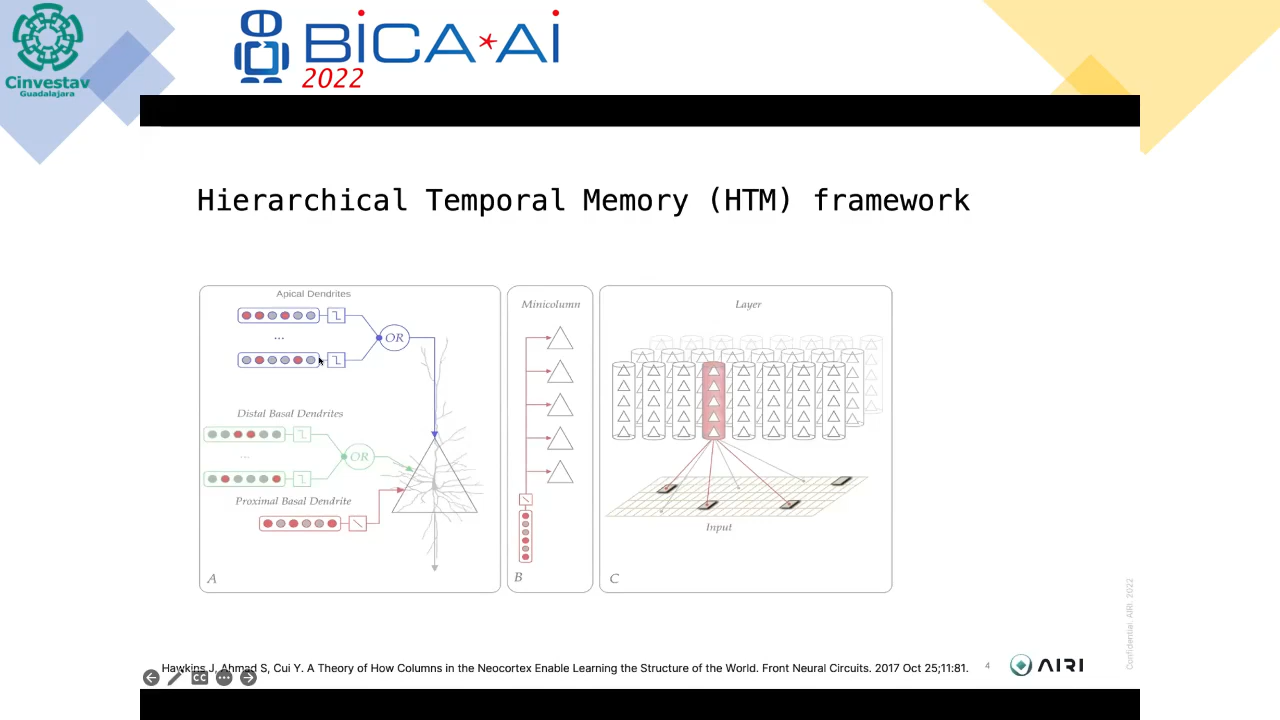 Cinvestav
Guadalajara
BiCA*Ai
2022
Hierarchical Temporal Memory (HTM) framework
Apical Dendrites
...
OR
Distal Basal Dendrites
...
OR
Proximal Basal Dendrite
A
Minicolumn
B
Layer
Input
C
Confidential. AIRI. 2022
Hawkins J, Ahmad S, Cui Y. A Theory of How Columns in the Neocortex Enable Learning the Structure of the World. Front Neural Circuits. 2017 Oct 25;11:81.
4
AIRI
CC